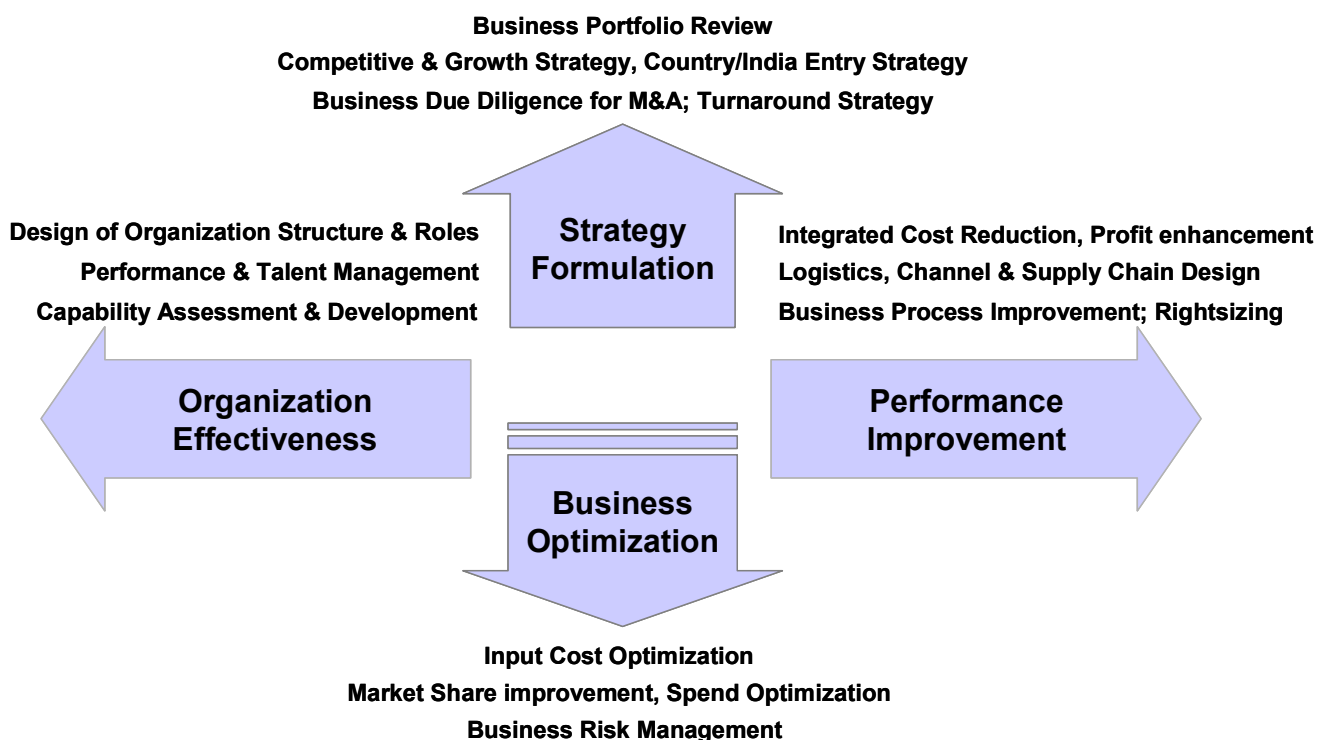 Business Portfolio Review
Competitive & Growth Strategy, Country/India Entry Strategy
Business Due Diligence for M&A; Turnaround Strategy
Strategy
Formulation
Design of Organization Structure & Roles
Performance & Talent Management
Capability Assessment & Development
Integrated Cost Reduction, Profit enhancement
Logistics, Channel & Supply Chain Design
Business Process Improvement; Rightsizing
Organization
Effectiveness
Performance
Improvement
Business
Optimization
Input Cost Optimization
Market Share improvement, Spend Optimization
Business Risk Management